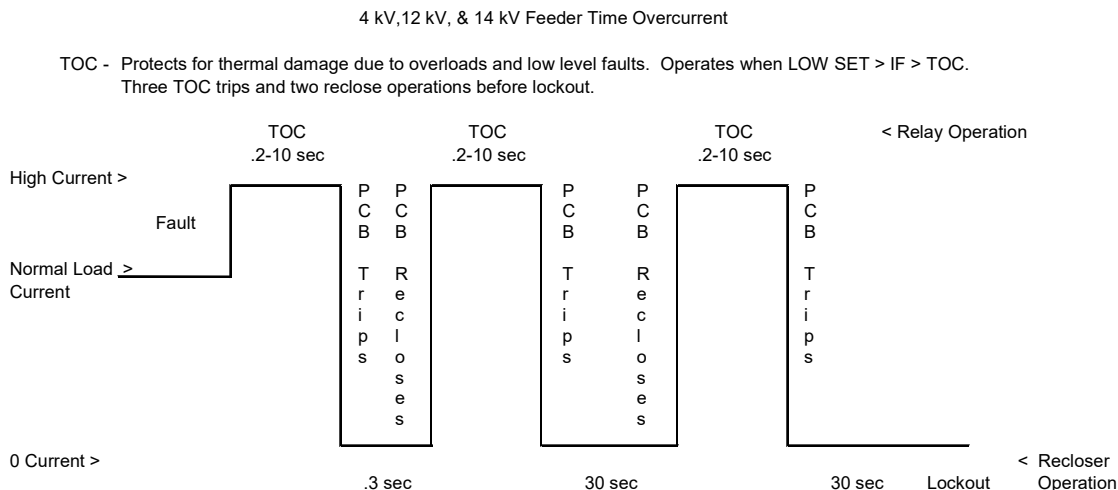 4 kV,12 kV, & 14 kV Feeder Time Overcurrent
TOC - Protects for thermal damage due to overloads and low level faults. Operates when LOW SET > IF > TOC.
Three TOC trips and two reclose operations before lockout.
TOC TOC TOC < Relay Operation
.2-10 sec .2-10 sec .2-10 sec
High Current >
Fault
Normal Load >
Current
PCB Trips
PCB Recloses
PCB Trips
PCB Recloses
PCB Trips
0 Current > < Recloser
.3 sec 30 sec 30 sec Lockout Operation